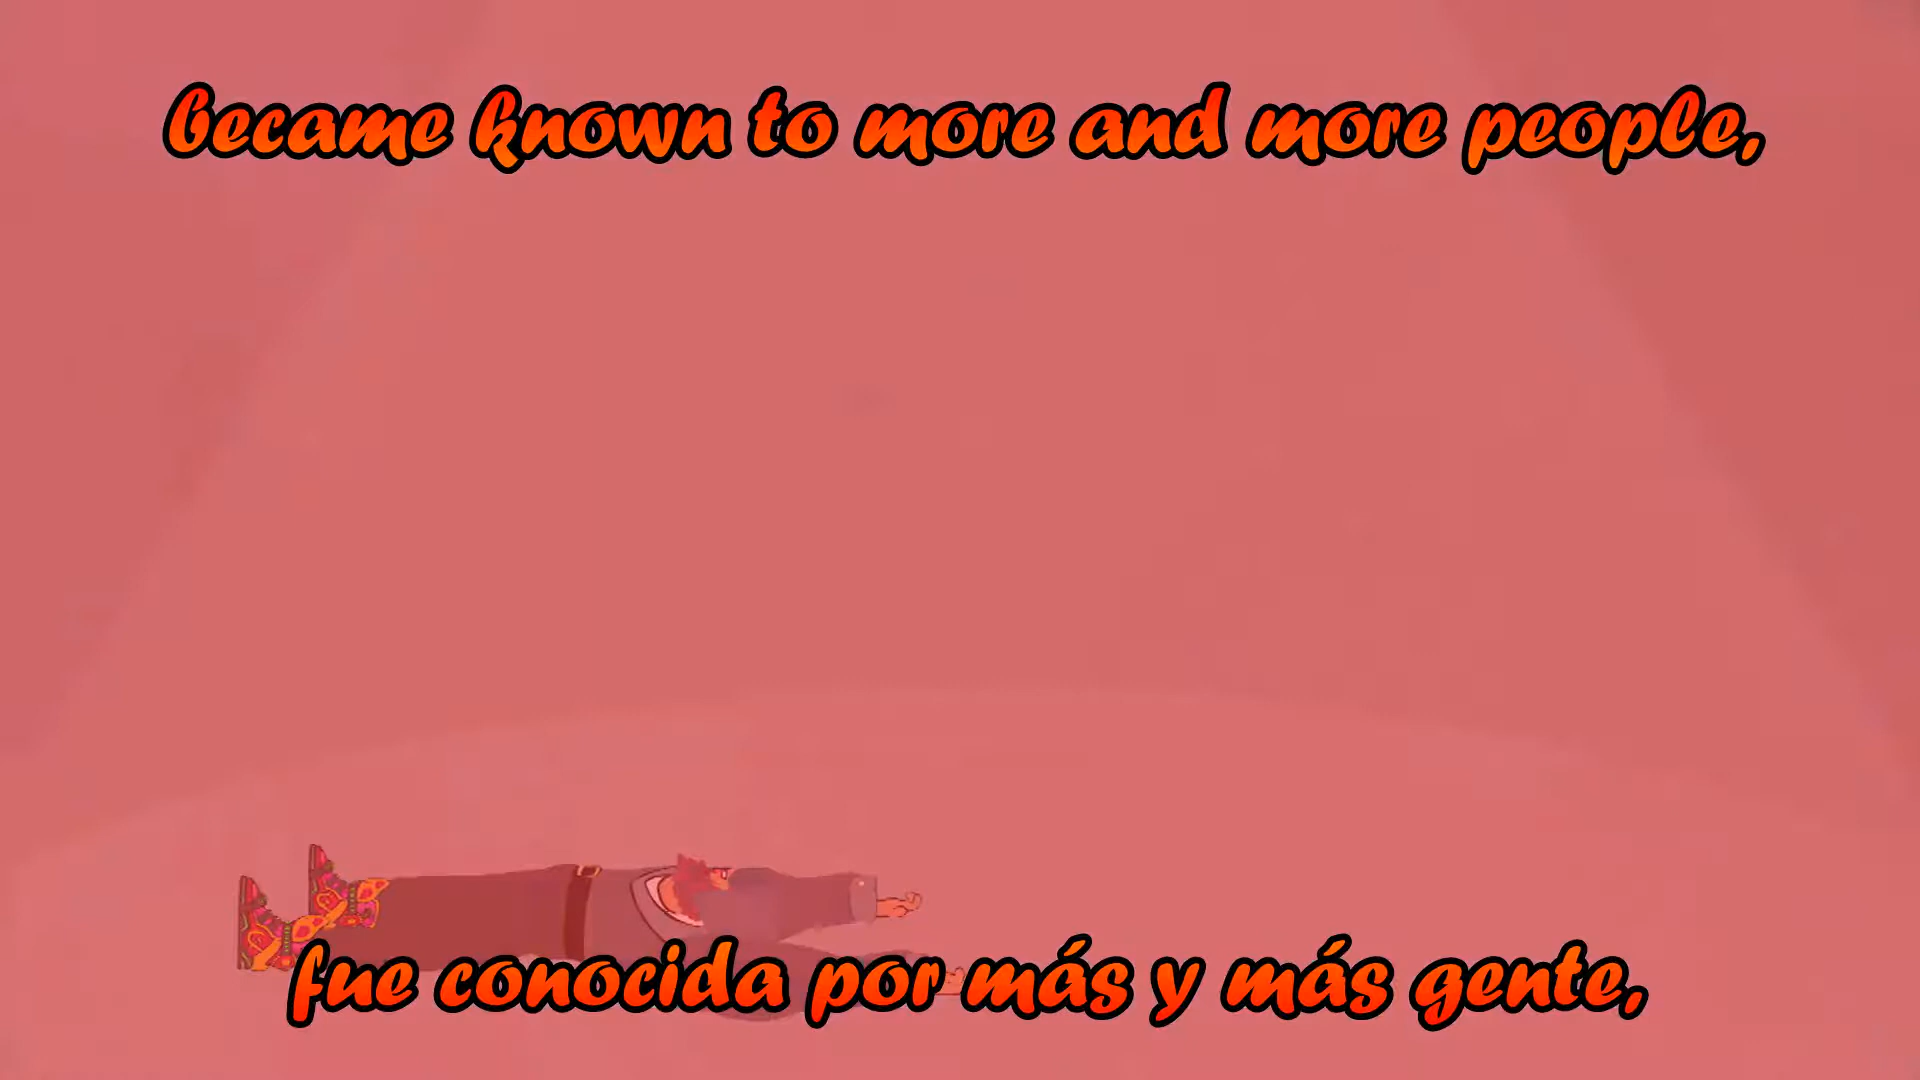 became known to more and more people,
fue conocida por más y más gente,